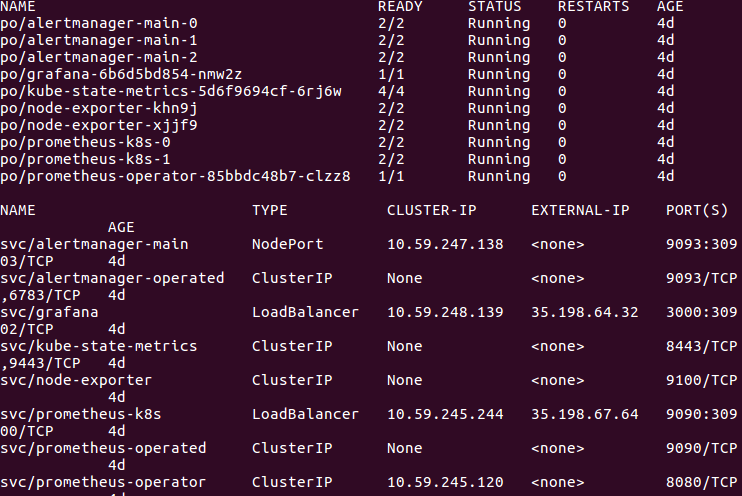 NAME READY STATUS RESTARTS AGE
po/alertmanager-main-0 2/2 Running 0 4d
po/alertmanager-main-1 2/2 Running 0 4d
po/alertmanager-main-2 2/2 Running 0 4d
po/grafana-6b6d5bd854-nmw2z 1/1 Running 0 4d
po/kube-state-metrics-5d6f9694cf-6rj6w 4/4 Running 0 4d
po/node-exporter-khn9j 2/2 Running 0 4d
po/node-exporter-xjjf9 2/2 Running 0 4d
po/prometheus-k8s-0 2/2 Running 0 4d
po/prometheus-k8s-1 2/2 Running 0 4d
po/prometheus-operator-85bbdc48b7-clzz8 1/1 Running 0 4d
NAME TYPE CLUSTER-IP EXTERNAL-IP PORT(S)
AGE
svc/alertmanager-main NodePort 10.59.247.138 <none> 9093:309
03/TCP 4d
svc/alertmanager-operated ClusterIP None <none> 9093/TCP
,6783/TCP 4d
svc/grafana LoadBalancer 10.59.248.139 35.198.64.32 3000:309
02/TCP 4d
svc/kube-state-metrics ClusterIP None <none> 8443/TCP
,9443/TCP 4d
svc/node-exporter ClusterIP None <none> 9100/TCP
4d
svc/prometheus-k8s LoadBalancer 10.59.245.244 35.198.67.64 9090:309
00/TCP 4d
svc/prometheus-operated ClusterIP None <none> 9090/TCP
4d
svc/prometheus-operator ClusterIP 10.59.245.120 <none> 8080/TCP